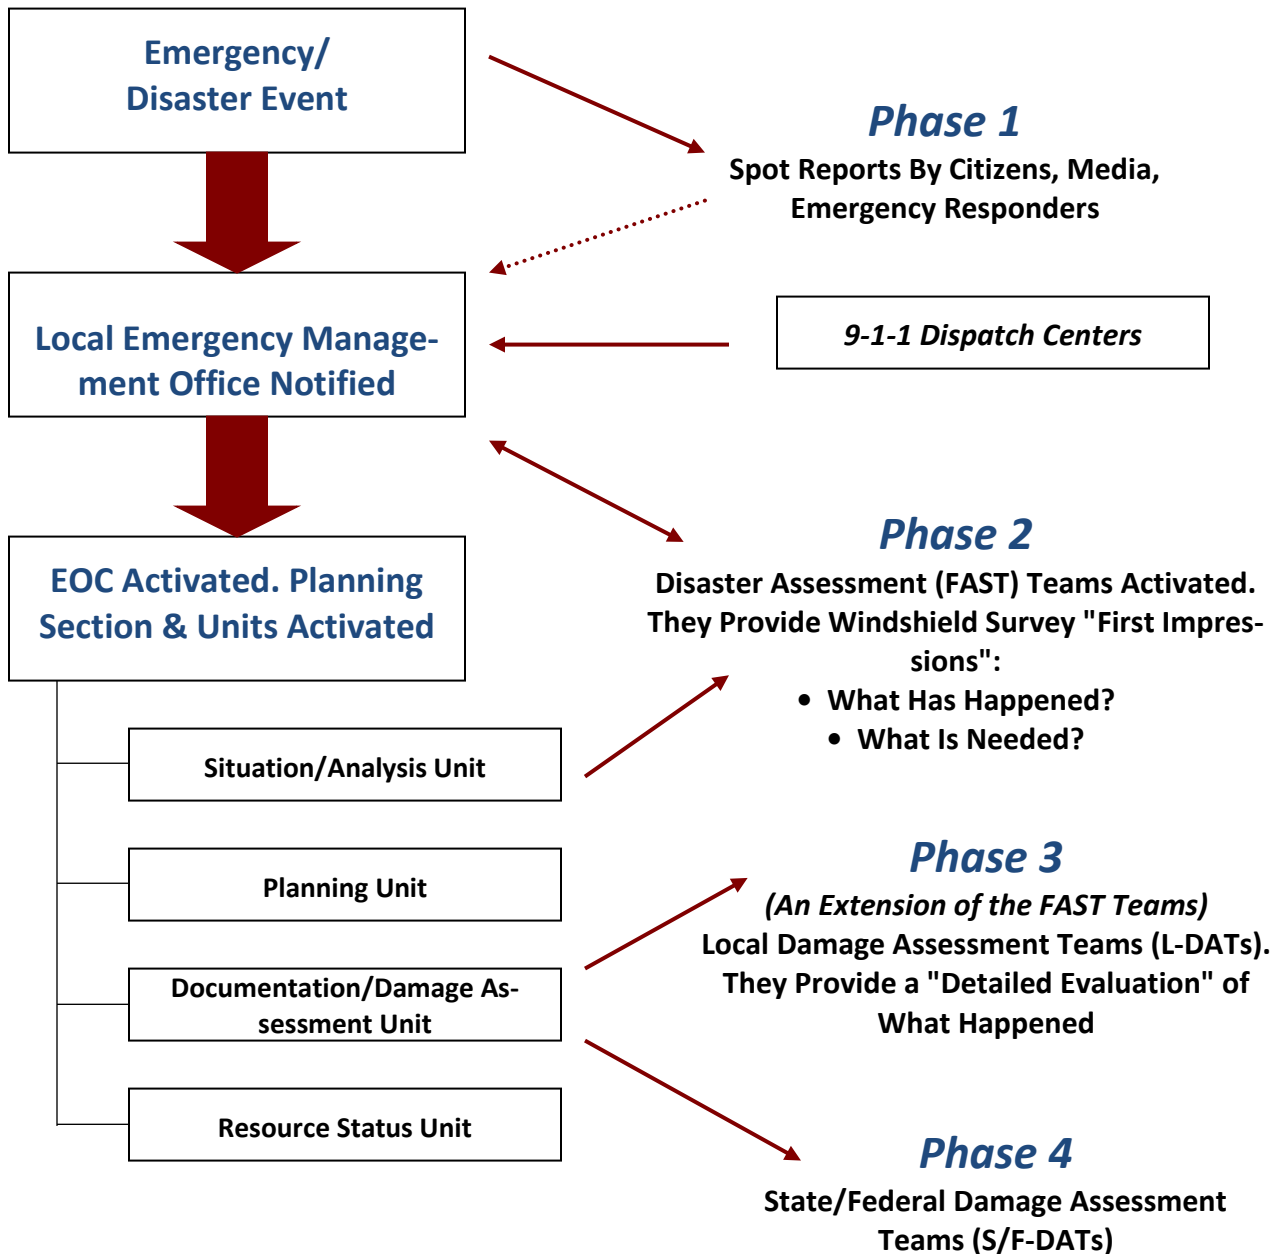 Emergency/
Disaster Event
Phase 1
Spot Reports By Citizens, Media,
Emergency Responders
Local Emergency Manage-
ment Office Notified
9-1-1 Dispatch Centers
EOC Activated. Planning
Section & Units Activated
Phase 2
Disaster Assessment (FAST) Teams Activated.
They Provide Windshield Survey "First Impres-
sions":
• What Has Happened?
• What Is Needed?
Situation/Analysis Unit
Planning Unit
Documentation/Damage As-
sessment Unit
Resource Status Unit
Phase 3
(An Extension of the FAST Teams)
Local Damage Assessment Teams (L-DATs).
They Provide a "Detailed Evaluation" of
What Happened
Phase 4
State/Federal Damage Assessment
Teams (S/F-DATs)